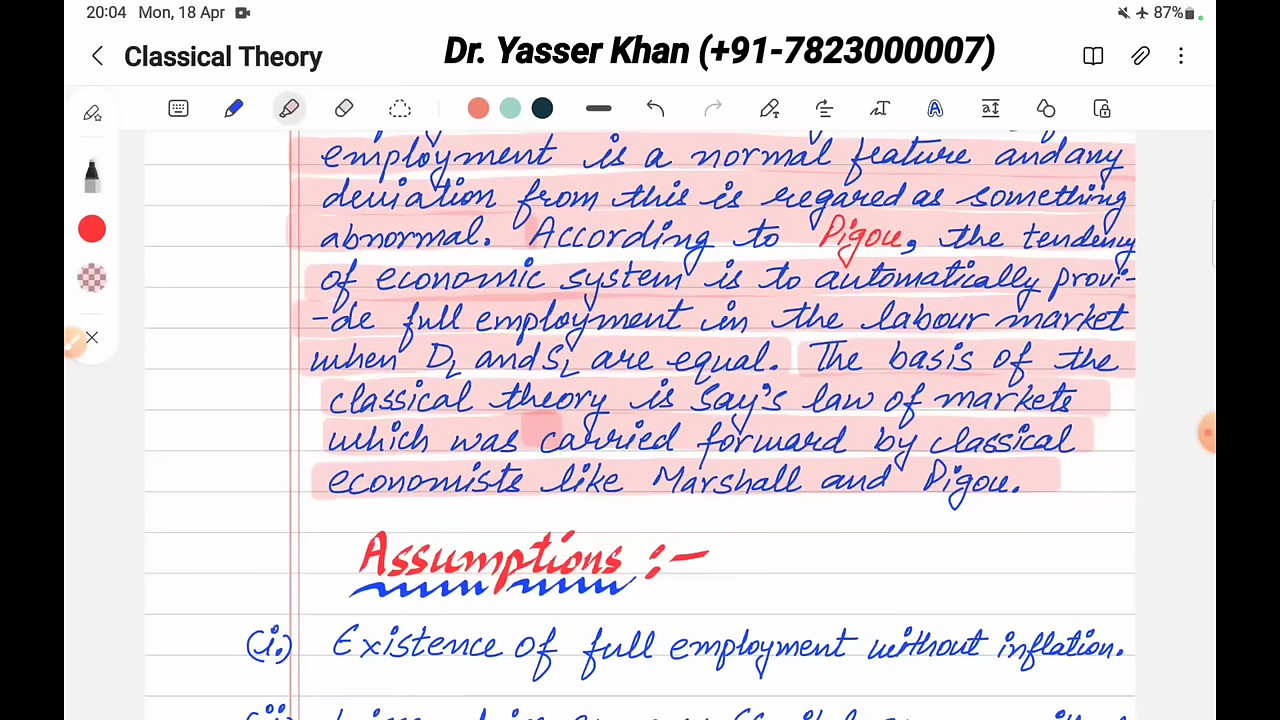 20:04 Mon, 18 Apr
87%
Classical Theory
Dr. Yasser Khan (+91-7823000007)
employment is a normal feature and any
deviation from this is regared as something
abnormal. According to Pigou, the tendency
of economic system is to automatically provi-
-de full employment in the labour market
when DL and SL are equal. The basis of the
classical theory is Say's law of markets
which was carried forward by classical
economists like Marshall and Pigou.
Assumptions :-
(i.) Existence of full employment without inflation.